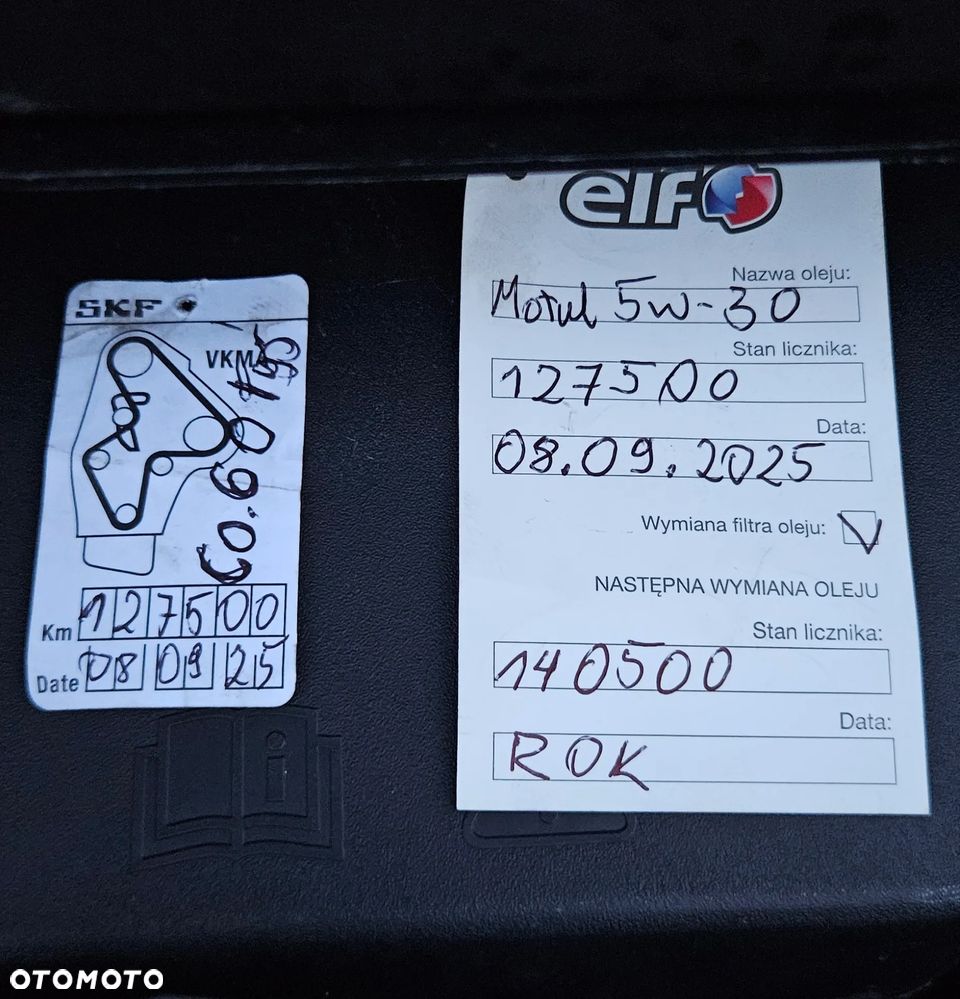 SKF
VKMA
Km 127500
Date 08 09 25
elf
Nazwa oleju:
Motul 5W-30
Stan licznika:
127500
Data:
08.09.2025
Wymiana filtra oleju:
NASTĘPNA WYMIANA OLEJU
Stan licznika:
140500
Data:
ROK
OTOMOTO